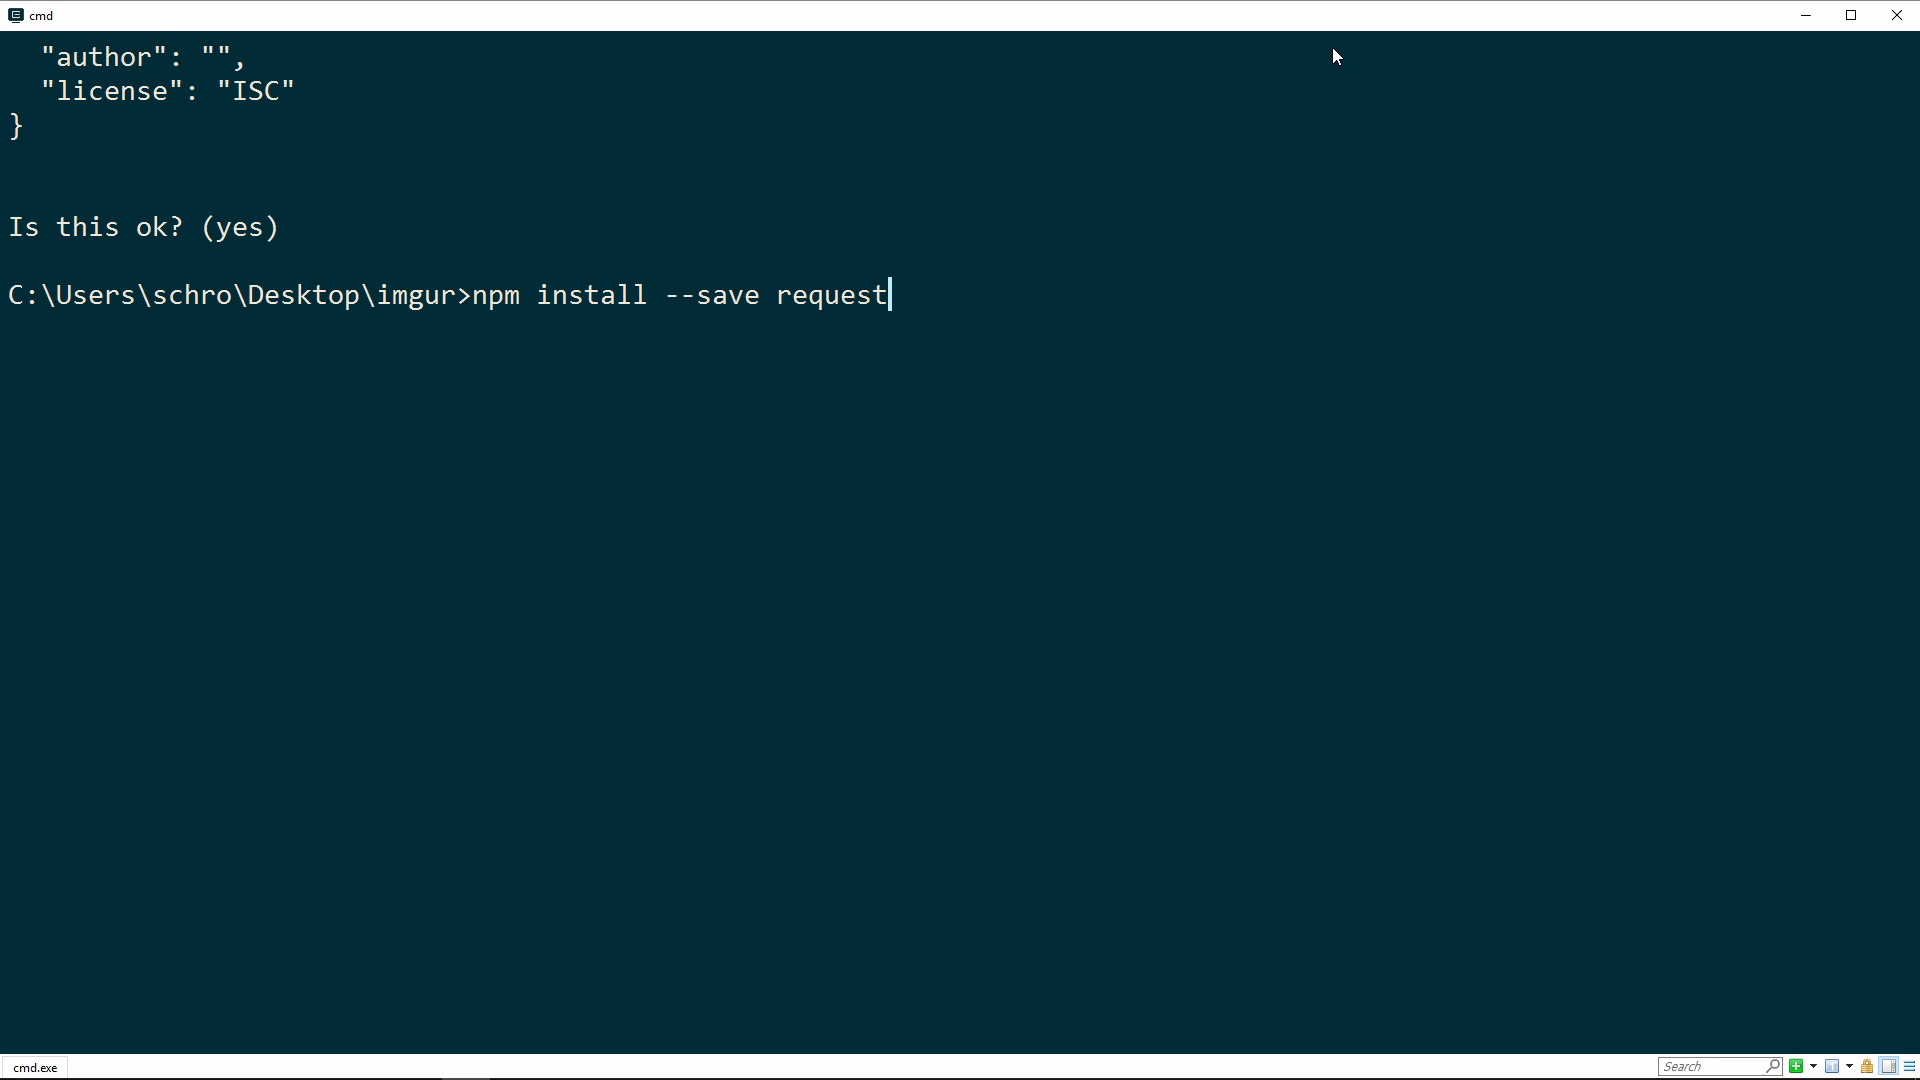 cmd
"author": "",
"license": "ISC"
}
Is this ok? (yes)
C:\Users\schro\Desktop\imgur>npm install --save request
cmd.exe
Search